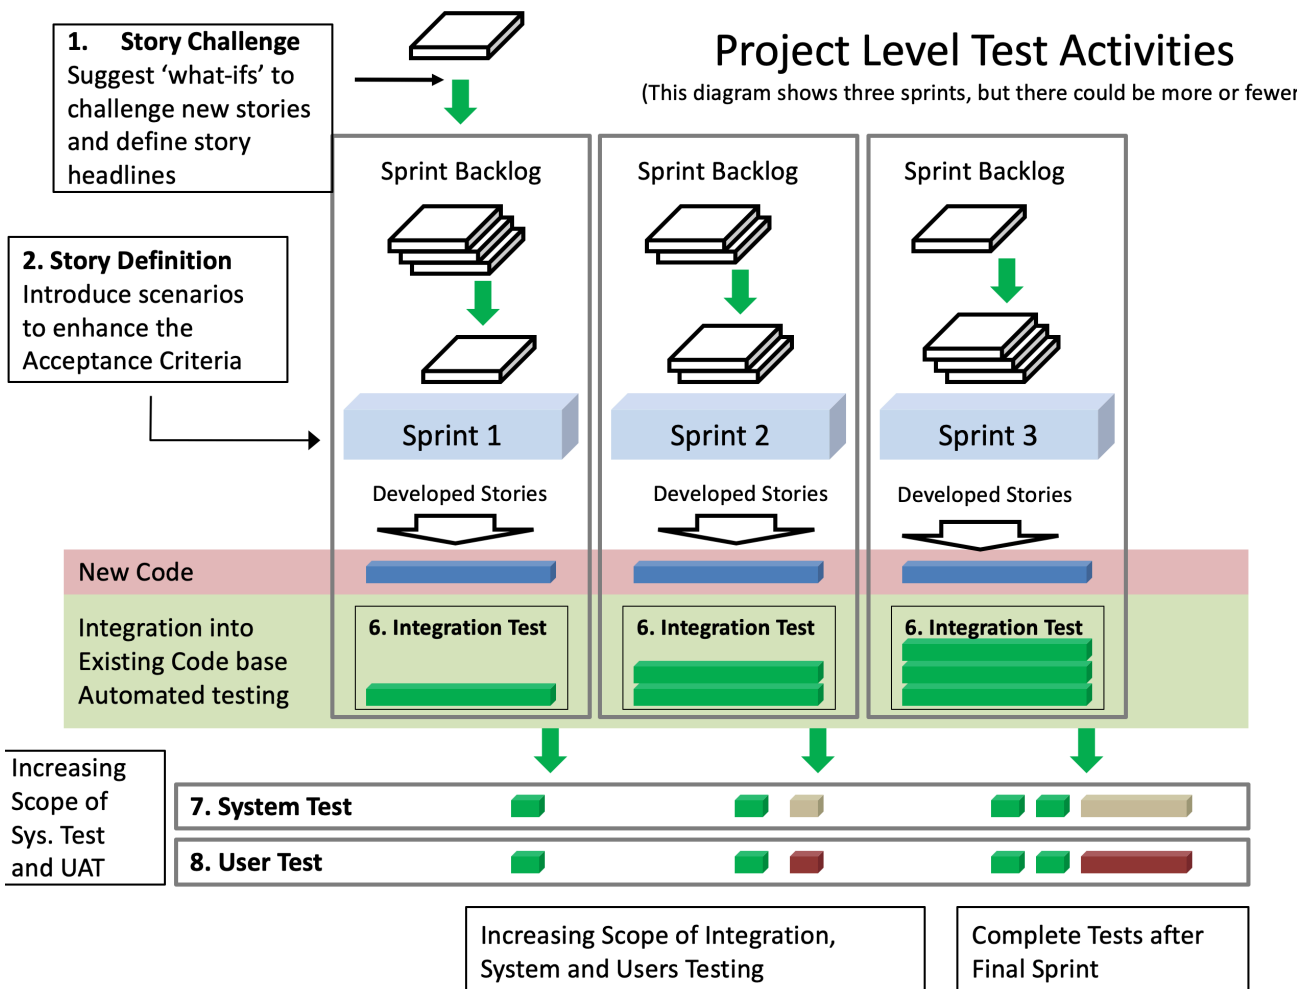 Project Level Test Activities
(This diagram shows three sprints, but there could be more or fewer
1. Story Challenge
Suggest ‘what-ifs’ to
challenge new stories
and define story
headlines
2. Story Definition
Introduce scenarios
to enhance the
Acceptance Criteria
Sprint Backlog
Sprint Backlog
Sprint Backlog
Sprint 1
Sprint 2
Sprint 3
Developed Stories
Developed Stories
Developed Stories
New Code
Integration into
Existing Code base
Automated testing
6. Integration Test
6. Integration Test
6. Integration Test
Increasing
Scope of
Sys. Test
and UAT
7. System Test
8. User Test
Increasing Scope of Integration,
System and Users Testing
Complete Tests after
Final Sprint